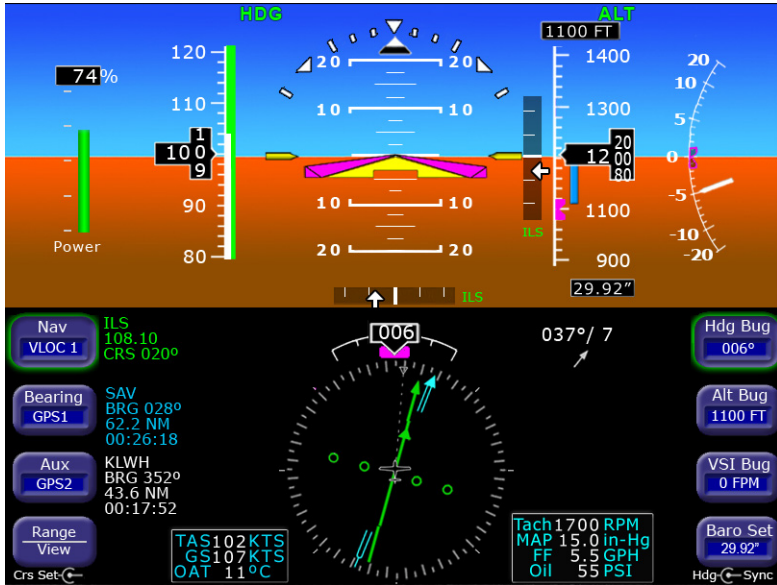 HDG
ALT
1100 FT
74%
120
110
100
1
9
90
80
Power
20 20
10 10
10 10
20 20
ILS
ILS
1400
1300
12
20
00
80
1100
900
29.92"
20
10
5
0
-5
-10
-20
Nav
VLOC 1
ILS
108.10
CRS 020º
006
037°/ 7
Hdg Bug
006°
Bearing
GPS1
SAV
BRG 028º
62.2 NM
00:26:18
Alt Bug
1100 FT
Aux
GPS2
KLWH
BRG 352º
43.6 NM
00:17:52
VSI Bug
0 FPM
Range
View
Crs Set
TAS102KTS
GS107KTS
OAT 11ºC
Tach1700 RPM
MAP 15.0 in-Hg
FF 5.5 GPH
Oil 55 PSI
Baro Set
29.92"
Hdg Sync